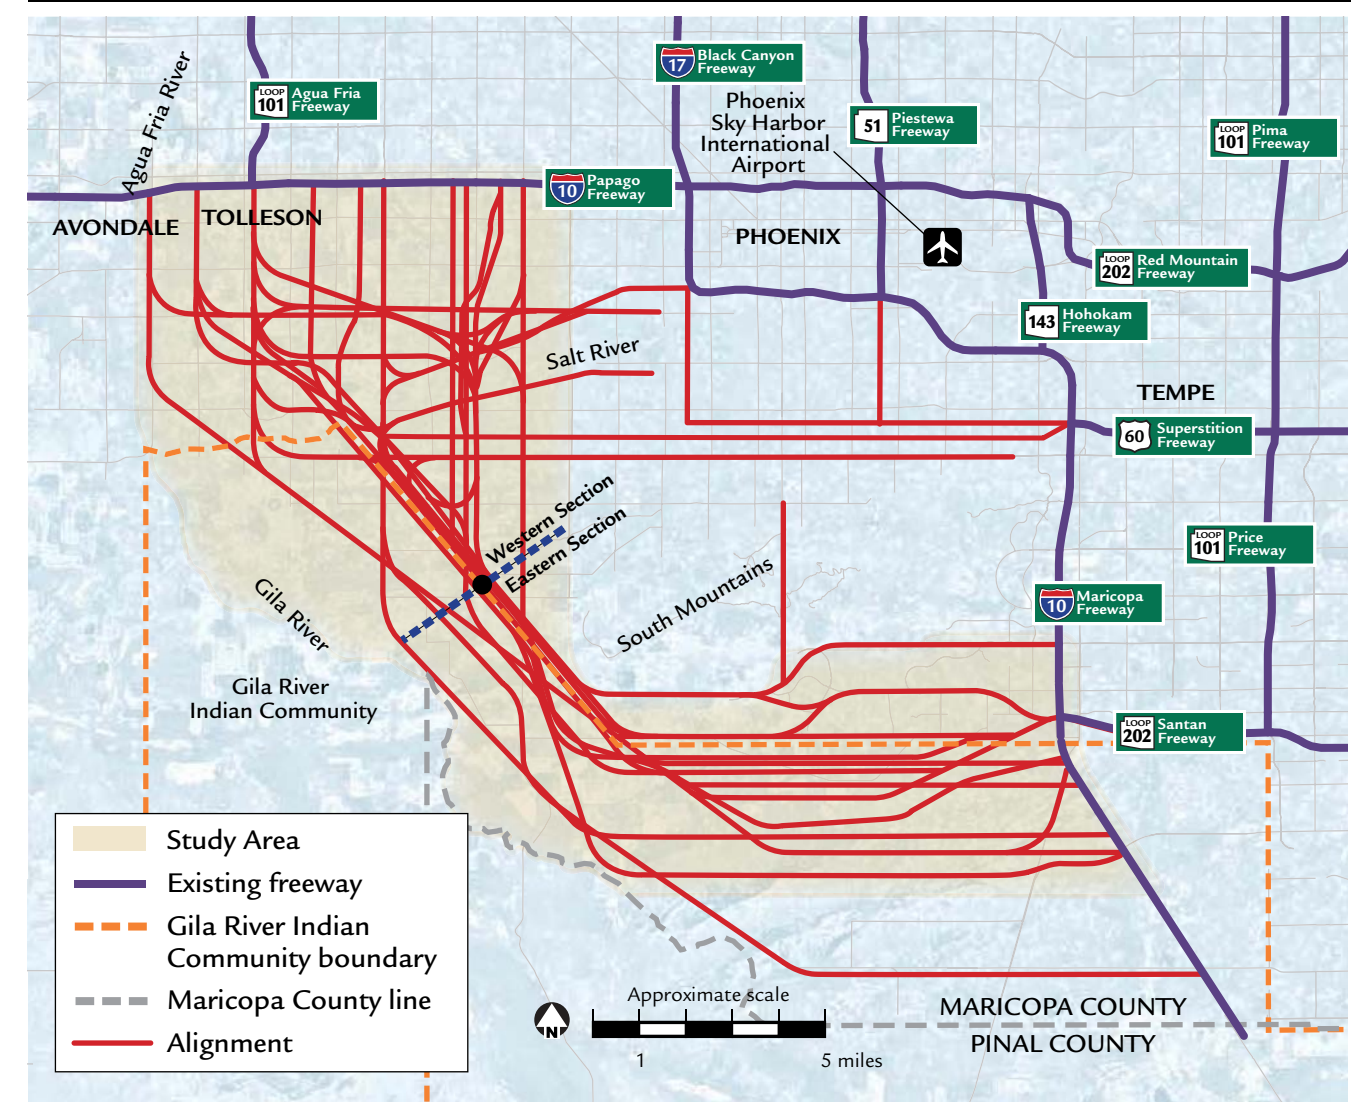 17
Black Canyon
Freeway
LOOP
101
Agua Fria
Freeway
Agua Fria River
Phoenix
Sky Harbor
International
Airport
51
Piestewa
Freeway
LOOP
101
Pima
Freeway
10
Papago
Freeway
AVONDALE
TOLLESON
PHOENIX
LOOP
202
Red Mountain
Freeway
143
Hohokam
Freeway
Salt River
TEMPE
60
Superstition
Freeway
Western Section
Eastern Section
LOOP
101
Price
Freeway
South Mountains
10
Maricopa
Freeway
Gila River
Gila River
Indian Community
LOOP
202
Santan
Freeway
Study Area
Existing freeway
Gila River Indian
Community boundary
Maricopa County line
Alignment
N
Approximate scale
1
5 miles
MARICOPA COUNTY
PINAL COUNTY